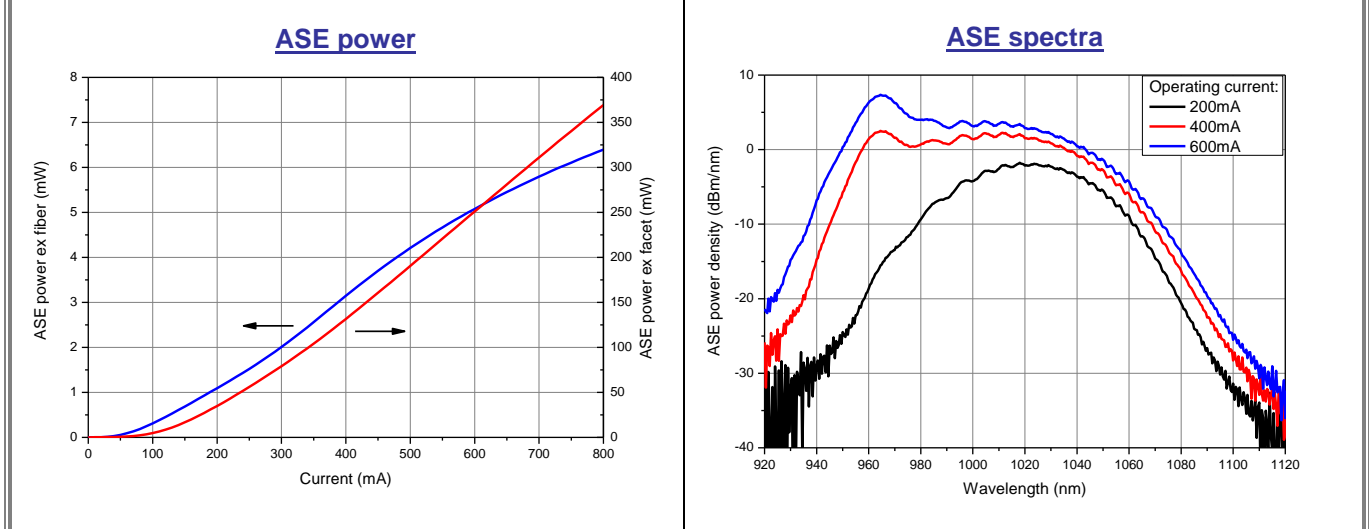 ASE power
8
7
6
5
4
3
2
1
0
ASE power ex fiber (mW)
400
350
300
250
200
150
100
50
0
ASE power ex facet (mW)
0 100 200 300 400 500 600 700 800
Current (mA)
ASE spectra
10
0
-10
-20
-30
-40
ASE power density (dBm/nm)
Operating current:
200mA
400mA
600mA
920 940 960 980 1000 1020 1040 1060 1080 1100 1120
Wavelength (nm)